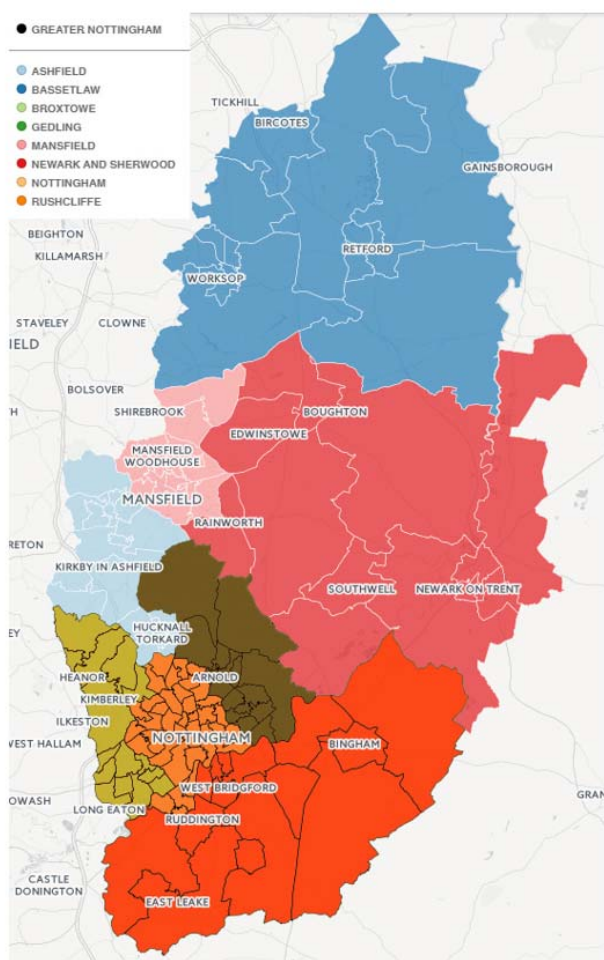 GREATER NOTTINGHAM
ASHFIELD
BASSETLAW
BROXTOWE
GEDLING
MANSFIELD
NEWARK AND SHERWOOD
NOTTINGHAM
RUSHCLIFFE
TICKHILL
BIRCOTES
GAINSBOROUGH
BEIGHTON
KILLAMARSH
RETFORD
WORKSOP
STAVELEY
CLOWNE
IELD
BOLSOVER
TH
SHIREBROOK
BOUGHTON
EDWINSTOWE
MANSFIELD
WOODHOUSE
MANSFIELD
RAINWORTH
RETON
KIRKBY IN ASHFIELD
SOUTHWELL
NEWARK ON TRENT
HUCKNALL
TORKARD
EY
HEANOR
ARNOLD
KIMBERLEY
ILKESTON
WEST HALLAM
NOTTINGHAM
BINGHAM
OWASH
WEST BRIDGFORD
GRAN
LONG EATON
RUDDINGTON
CASTLE
DONINGTON
EAST LEAKE